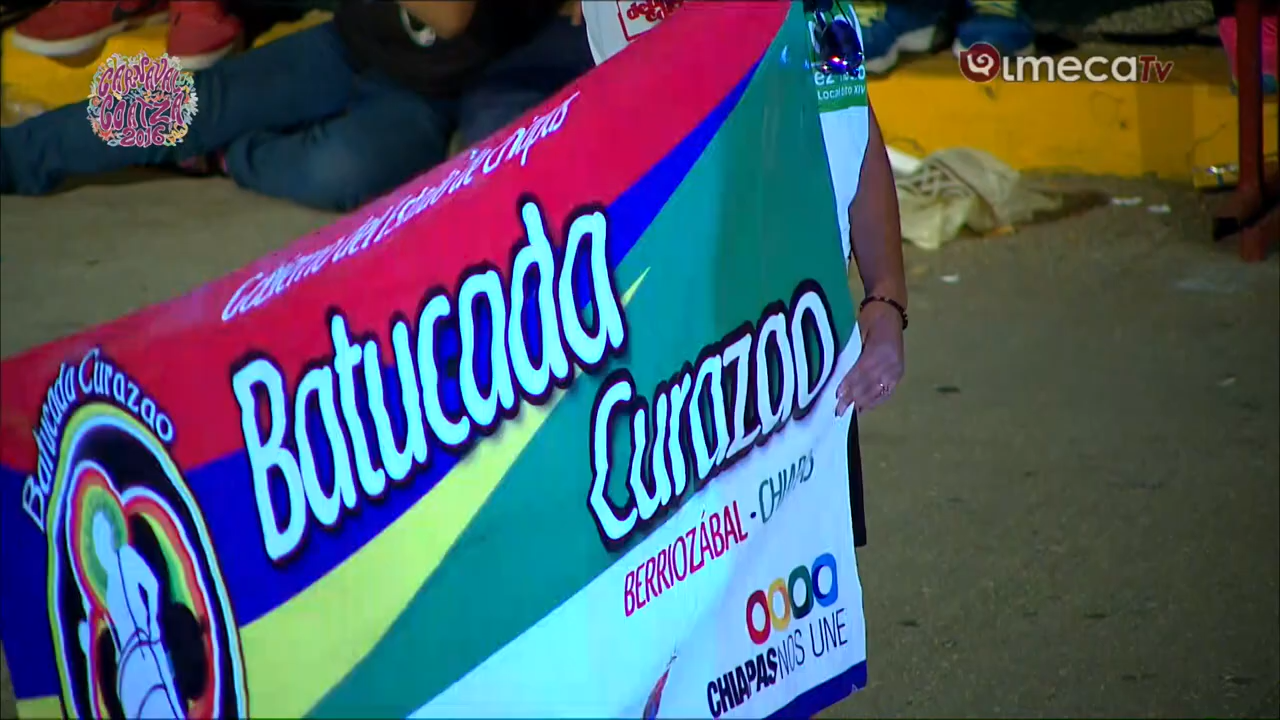 CARNAVAL
COATZA
2016
OlmecaTV
Gobierno del Estado de Chiapas
Batucada
Curazao
Batucada Curazao
BERRIOZÁBAL - CHIAPAS
CHIAPAS NOS UNE